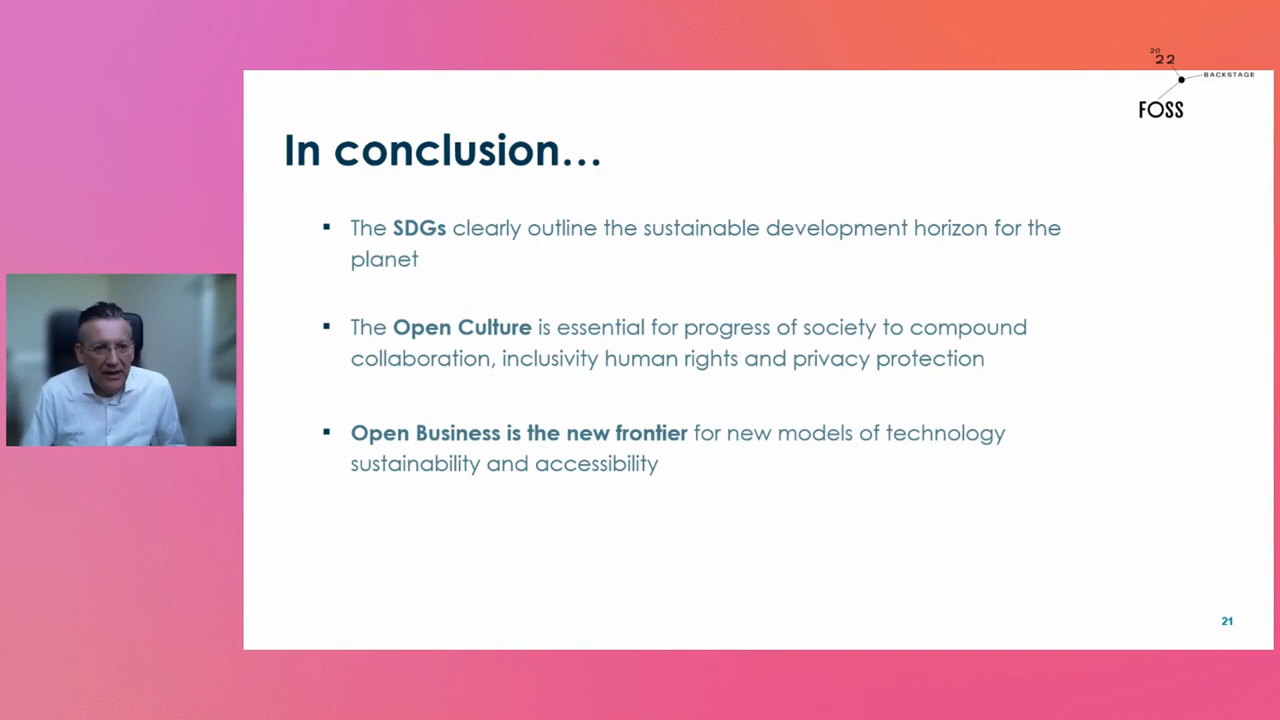 20
22
BACKSTAGE
FOSS
In conclusion...
▪ The SDGs clearly outline the sustainable development horizon for the
planet
▪ The Open Culture is essential for progress of society to compound
collaboration, inclusivity human rights and privacy protection
▪ Open Business is the new frontier for new models of technology
sustainability and accessibility
21